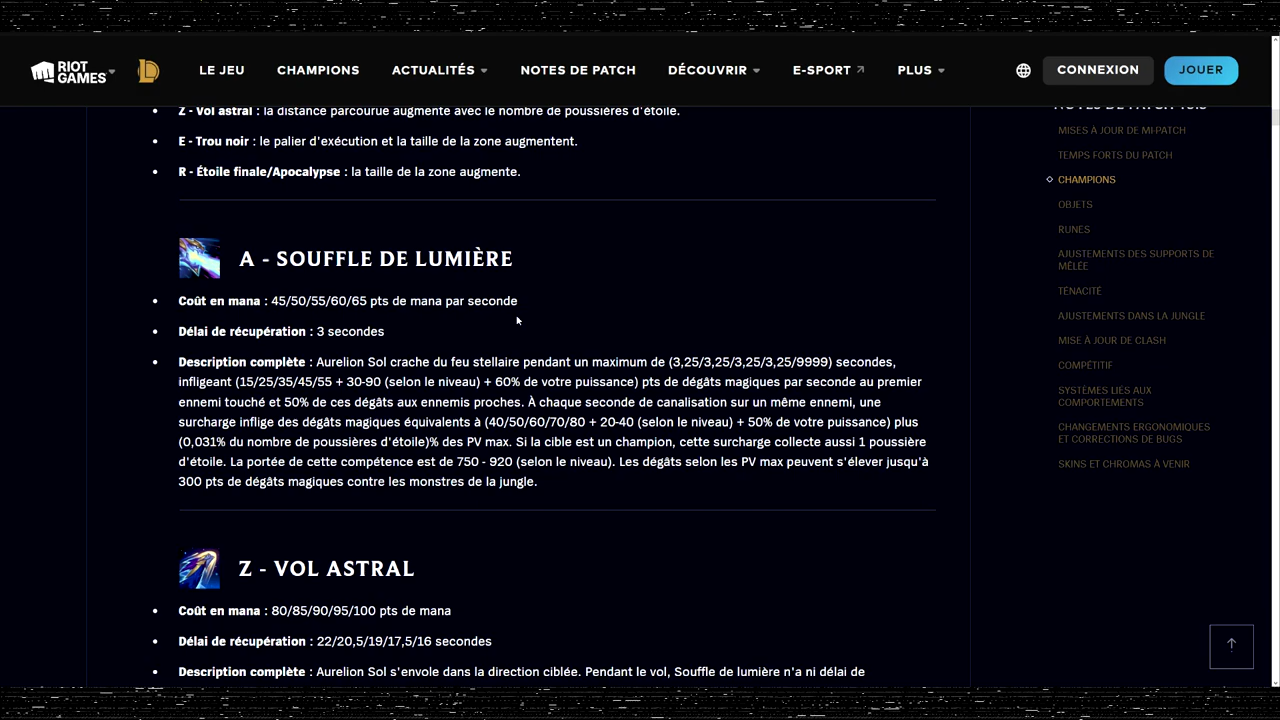 RIOT GAMES
LE JEU
CHAMPIONS
ACTUALITÉS
NOTES DE PATCH
DÉCOUVRIR
E-SPORT
PLUS
CONNEXION
JOUER
Z - Vol astral : la distance parcourue augmente avec le nombre de poussières d'étoile.
E - Trou noir : le palier d'exécution et la taille de la zone augmentent.
R - Étoile finale/Apocalypse : la taille de la zone augmente.
A - SOUFFLE DE LUMIÈRE
Coût en mana : 45/50/55/60/65 pts de mana par seconde
Délai de récupération : 3 secondes
Description complète : Aurelion Sol crache du feu stellaire pendant un maximum de (3,25/3,25/3,25/3,25/9999) secondes,
infligeant (15/25/35/45/55 + 30-90 (selon le niveau) + 60% de votre puissance) pts de dégâts magiques par seconde au premier
ennemi touché et 50% de ces dégâts aux ennemis proches. À chaque seconde de canalisation sur un même ennemi, une
surcharge inflige des dégâts magiques équivalents à (40/50/60/70/80 + 20-40 (selon le niveau) + 50% de votre puissance) plus
(0,031% du nombre de poussières d'étoile)% des PV max. Si la cible est un champion, cette surcharge collecte aussi 1 poussière
d'étoile. La portée de cette compétence est de 750 - 920 (selon le niveau). Les dégâts selon les PV max peuvent s'élever jusqu'à
300 pts de dégâts magiques contre les monstres de la jungle.
Z - VOL ASTRAL
Coût en mana : 80/85/90/95/100 pts de mana
Délai de récupération : 22/20,5/19/17,5/16 secondes
Description complète : Aurelion Sol s'envole dans la direction ciblée. Pendant le vol, Souffle de lumière n'a ni délai de
NOTES DE PATCH
MISES À JOUR DE MI-PATCH
TEMPS FORTS DU PATCH
CHAMPIONS
OBJETS
RUNES
AJUSTEMENTS DES SUPPORTS DE
MÊLÉE
TÉNACITÉ
AJUSTEMENTS DANS LA JUNGLE
MISE À JOUR DE CLASH
COMPÉTITIF
SYSTÈMES LIÉS AUX
COMPORTEMENTS
CHANGEMENTS ERGONOMIQUES
ET CORRECTIONS DE BUGS
SKINS ET CHROMAS À VENIR